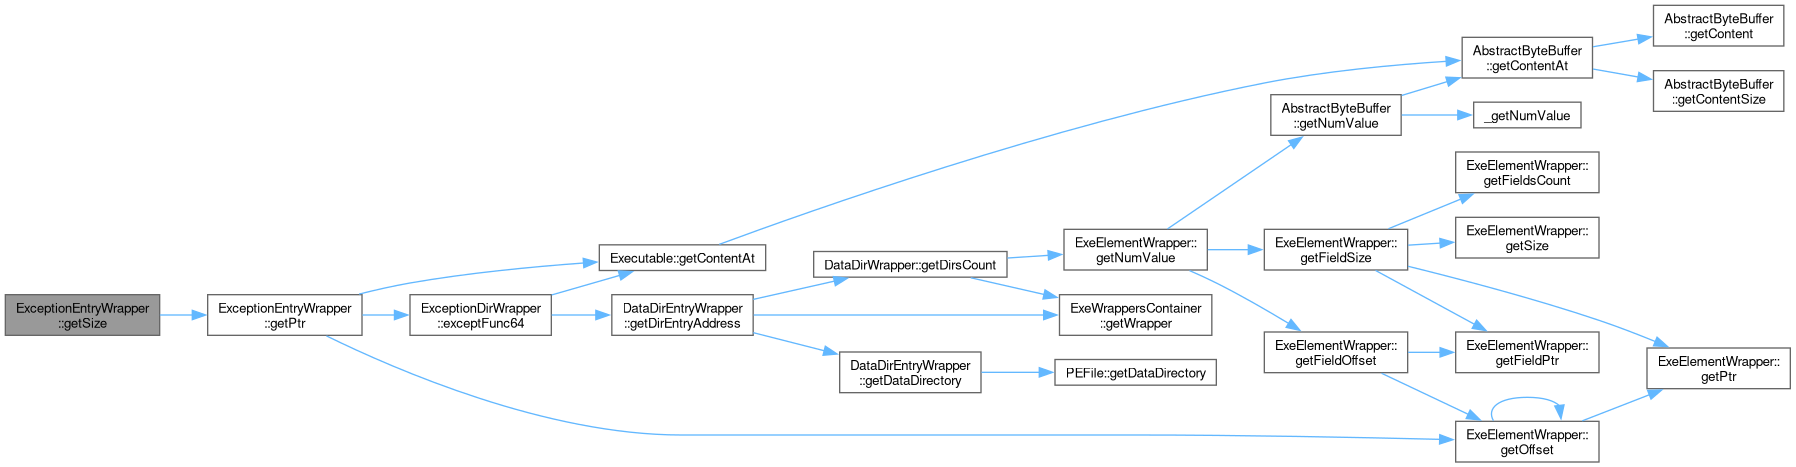 ExceptionEntryWrapper
::getSize
ExceptionEntryWrapper
::getPtr
Executable::getContentAt
ExceptionDirWrapper
::exceptFunc64
DataDirEntryWrapper
::getDirEntryAddress
DataDirWrapper::getDirsCount
DataDirEntryWrapper
::getDataDirectory
ExeElementWrapper::
getNumValue
ExeWrappersContainer
::getWrapper
PEFile::getDataDirectory
AbstractByteBuffer
::getNumValue
ExeElementWrapper::
getFieldSize
ExeElementWrapper::
getFieldOffset
AbstractByteBuffer
::getContentAt
_getNumValue
ExeElementWrapper::
getFieldsCount
ExeElementWrapper::
getSize
ExeElementWrapper::
getFieldPtr
ExeElementWrapper::
getOffset
AbstractByteBuffer
::getContent
AbstractByteBuffer
::getContentSize
ExeElementWrapper::
getPtr